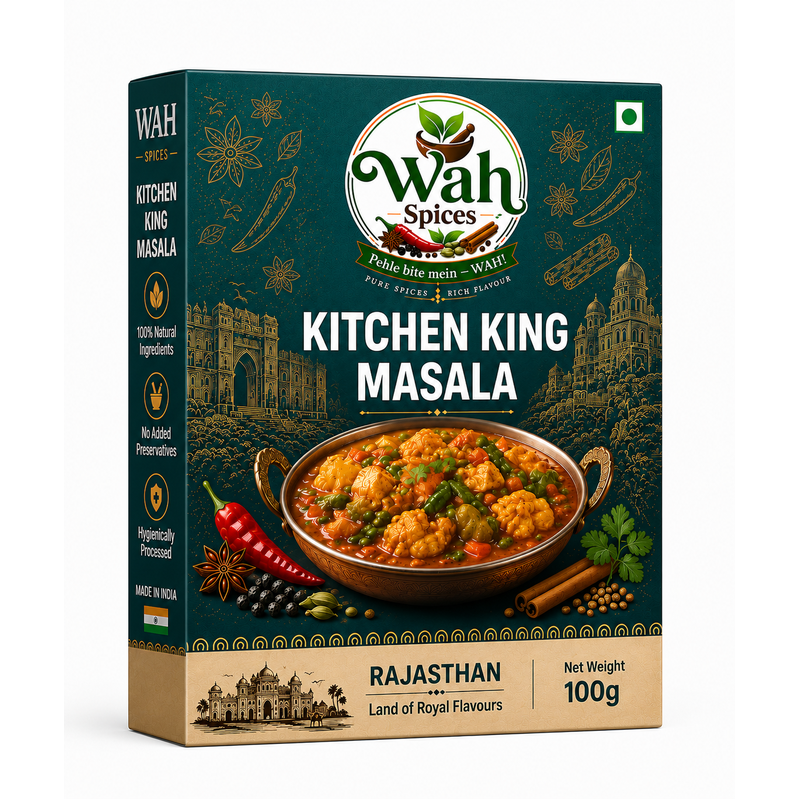 WAH
SPICES
KITCHEN
KING
MASALA
100% Natural
Ingredients
No Added
Preservatives
Hygienically
Processed
MADE IN INDIA
Wah
Spices
Pehle bite mein – WAH!
PURE SPICES RICH FLAVOUR
KITCHEN KING
MASALA
RAJASTHAN
Land of Royal Flavours
Net Weight
100g